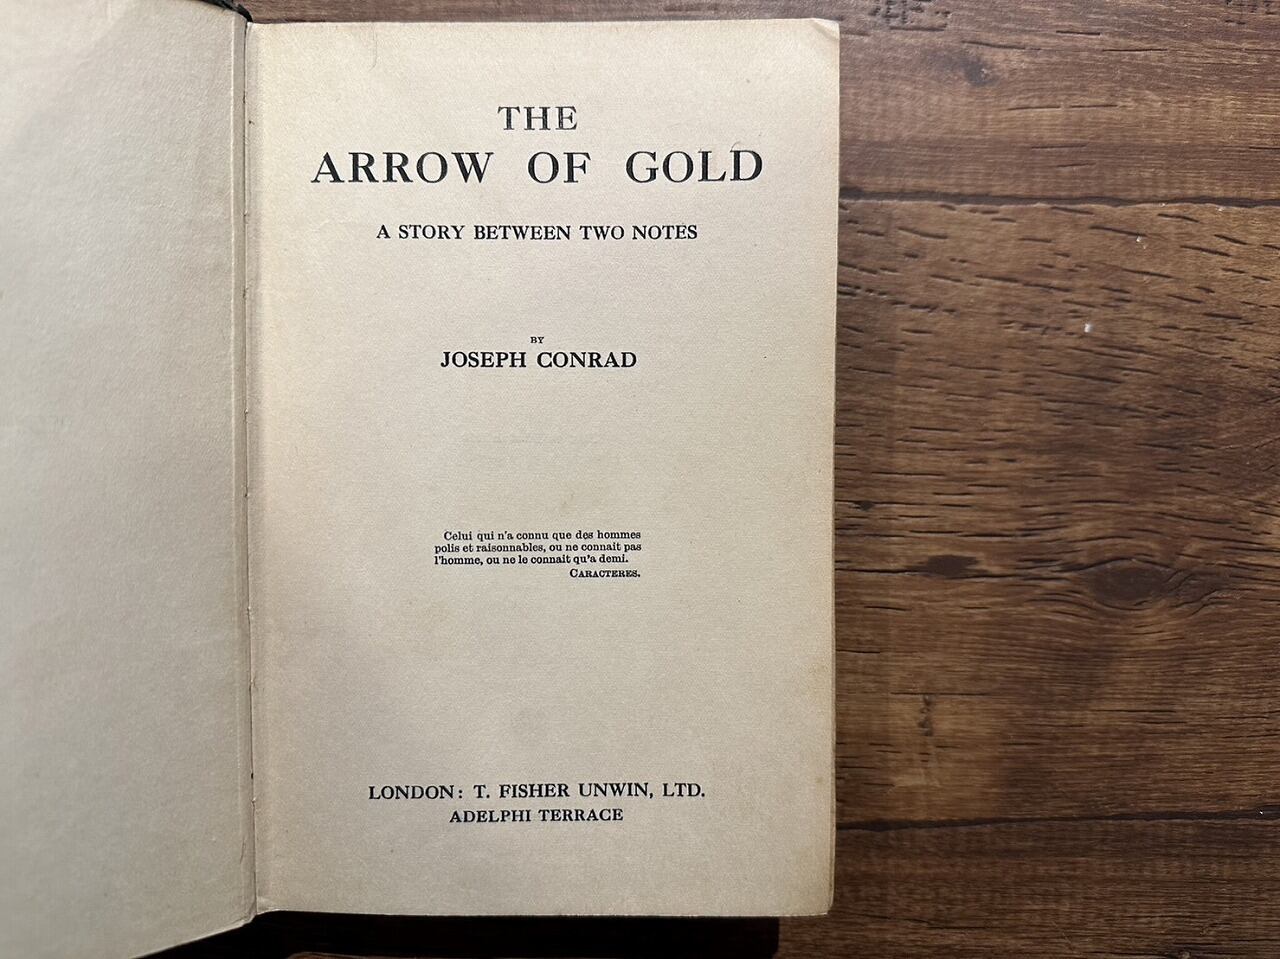 THE
ARROW OF GOLD
A STORY BETWEEN TWO NOTES
BY
JOSEPH CONRAD
Celui qui n'a connu que des hommes
polis et raisonnables, ou ne connait pas
l'homme, ou ne le connait qu'a demi.
CARACTERES.
LONDON: T. FISHER UNWIN, LTD.
ADELPHI TERRACE